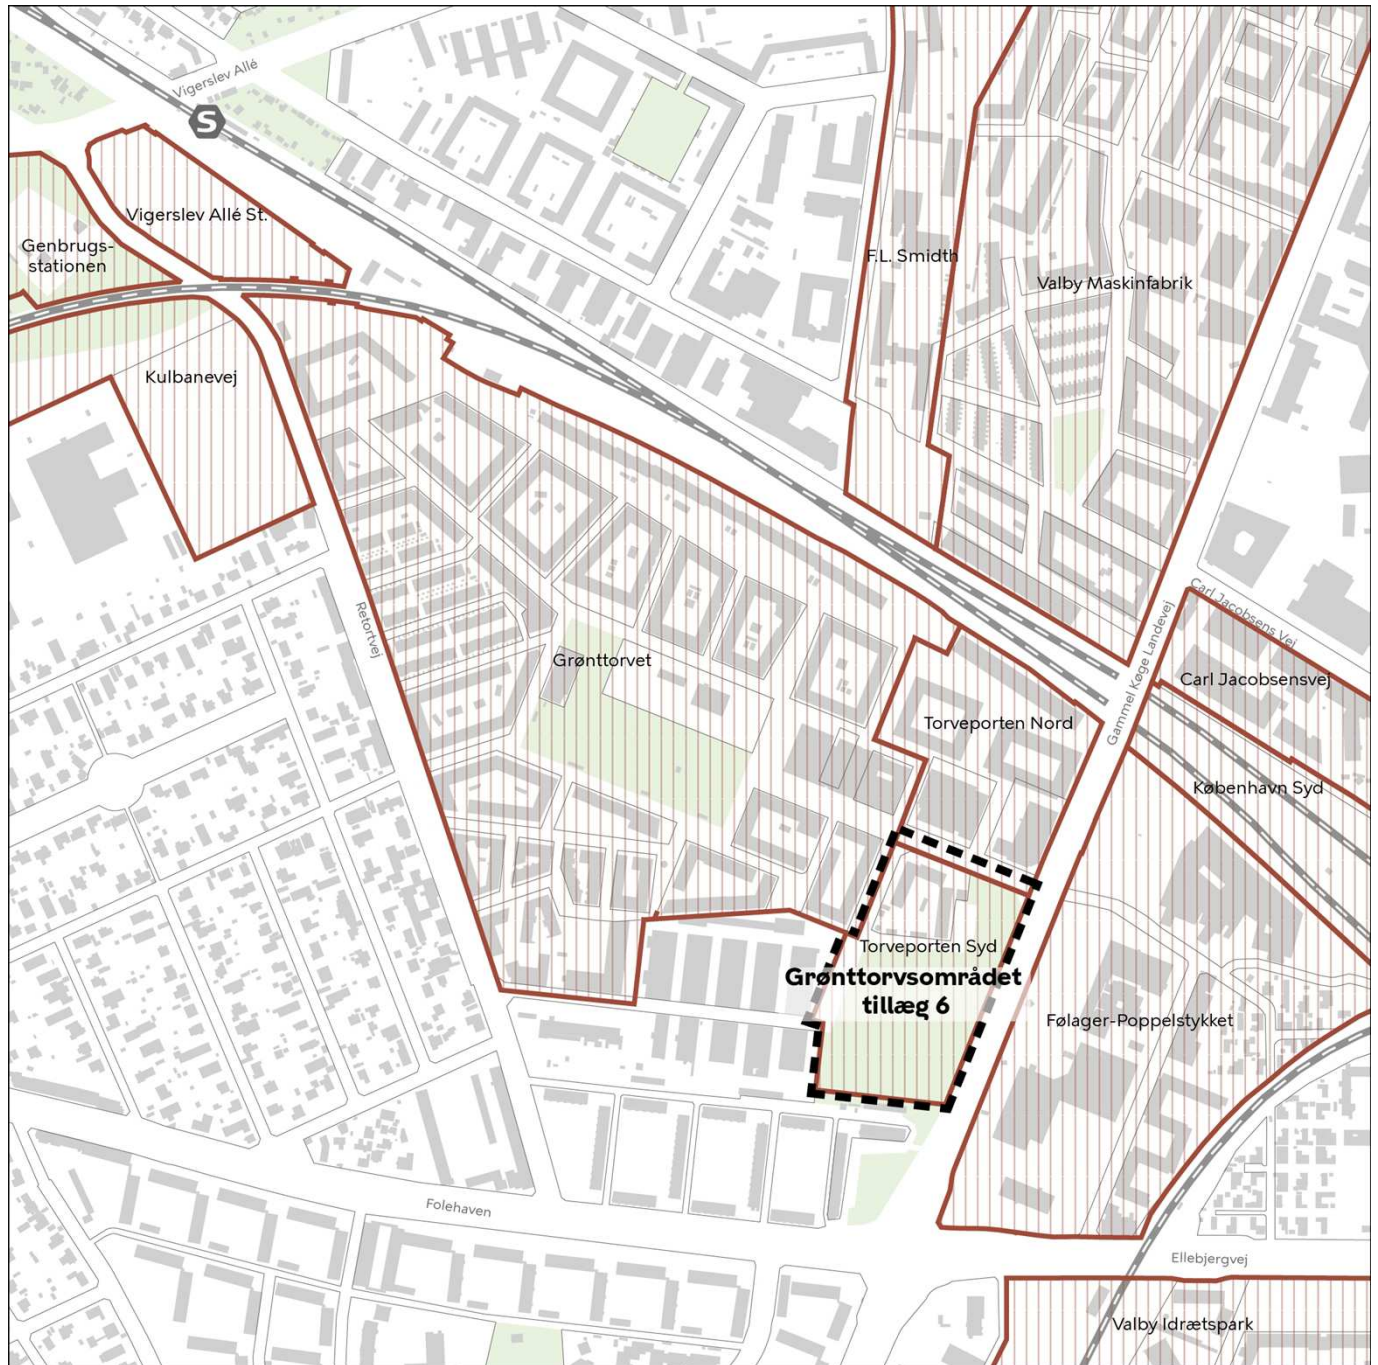 Vigerslev Allé
S
Vigerslev Allé St.
Genbrugs-
stationen
F.L. Smidth
Valby Maskinfabrik
Kulbanevej
Carl Jacobsens Vej
Retortvej
Grønttorvet
Gammel Køge Landevej
Carl Jacobsensvej
Torveporten Nord
København Syd
Torveporten Syd
Grønttorvsområdet
tillæg 6
Følager-Poppelstykket
Folehaven
Ellebjergvej
Valby Idrætspark